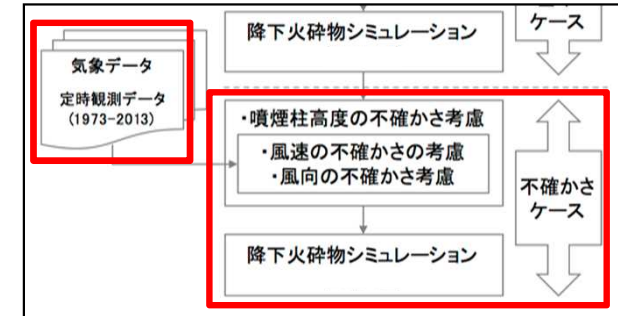 降下火砕物シミュレーション
ケース
気象データ
定時観測データ
(1973-2013)
・噴煙柱高度の不確かさ考慮
・風速の不確かさの考慮
・風向の不確かさ考慮
不確かさ
ケース
降下火砕物シミュレーション